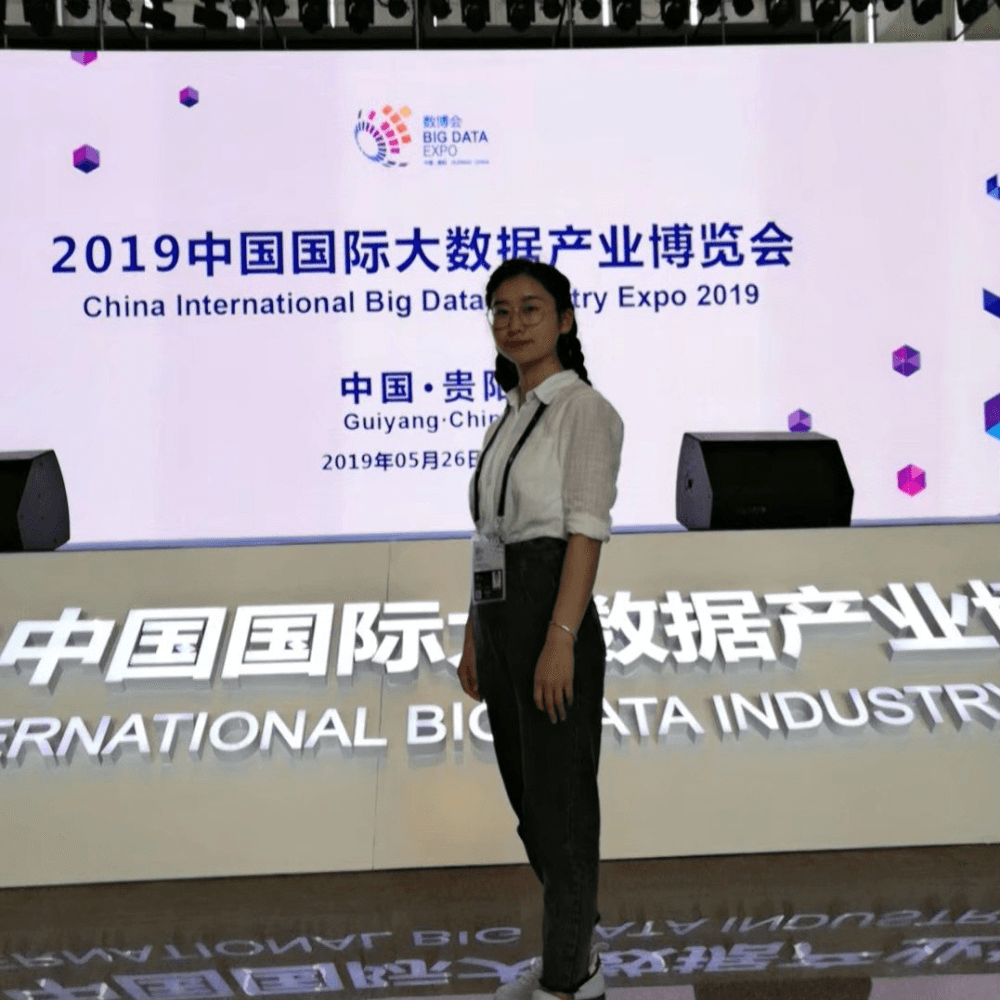 数博会
BIG DATA
EXPO
2019中国国际大数据产业博览会
China International Big Data try Expo 2019
中国·贵阳
Guiyang·Chin
2019年05月26日
中国国际大数据产业博
ERNATIONAL BIG DATA INDUSTRY